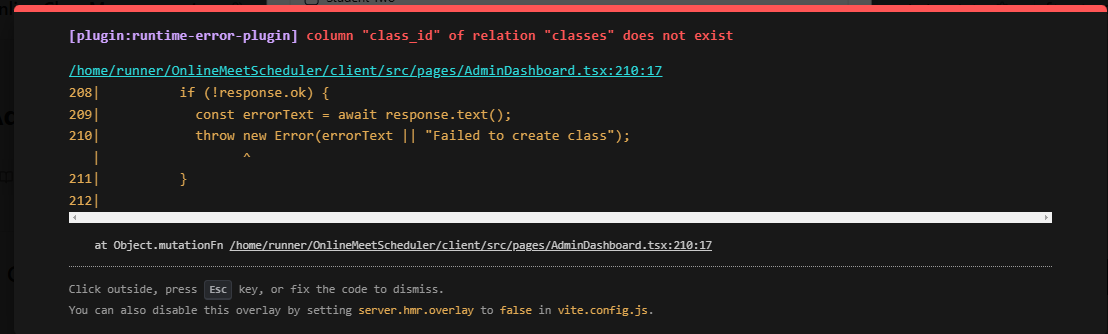 Student Two
[plugin:runtime-error-plugin] column "class_id" of relation "classes" does not exist
/home/runner/OnlineMeetScheduler/client/src/pages/AdminDashboard.tsx:210:17
208|          if (!response.ok) {
209|            const errorText = await response.text();
210|            throw new Error(errorText || "Failed to create class");
   |                  ^
211|          }
212|
at Object.mutationFn /home/runner/OnlineMeetScheduler/client/src/pages/AdminDashboard.tsx:210:17
Click outside, press Esc key, or fix the code to dismiss.
You can also disable this overlay by setting server.hmr.overlay to false in vite.config.js.